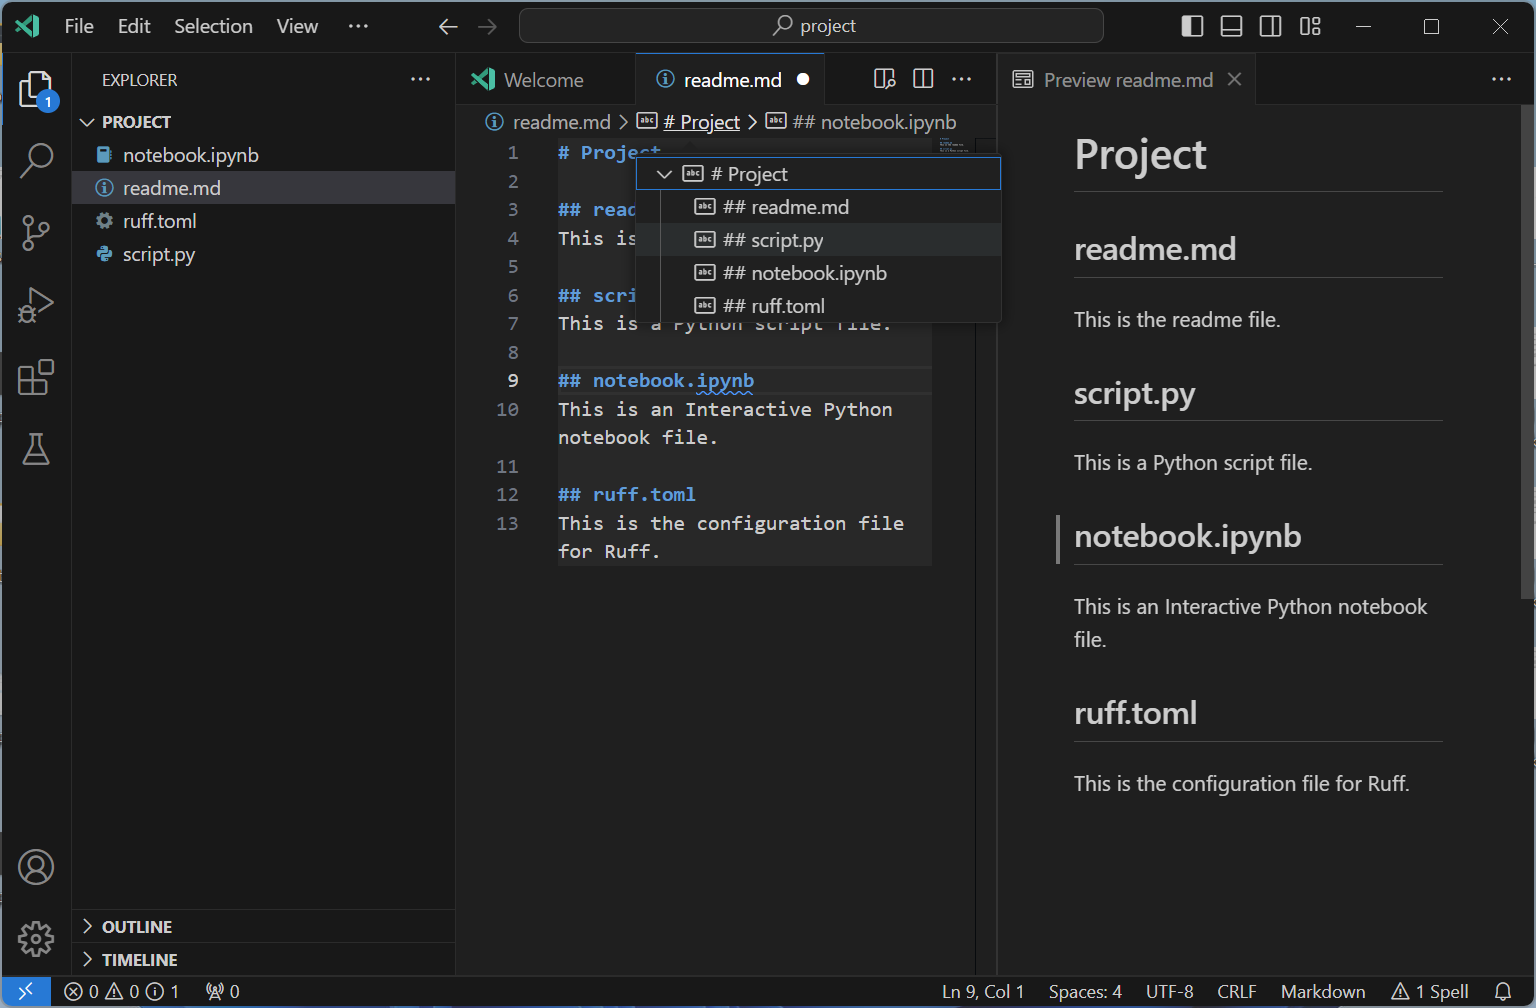 File Edit Selection View ··· project
EXPLORER ···
PROJECT
notebook.ipynb
readme.md
ruff.toml
script.py
OUTLINE
TIMELINE
1
Welcome readme.md ···
readme.md > # Project > ## notebook.ipynb
1 # Project
2
3 ## read
4 This is
5
6 ## scri
7 This is a Python script file.
8
9 ## notebook.ipynb
10 This is an Interactive Python
notebook file.
11
12 ## ruff.toml
13 This is the configuration file
for Ruff.
# Project
## readme.md
## script.py
## notebook.ipynb
## ruff.toml
Preview readme.md ···
Project
readme.md
This is the readme file.
script.py
This is a Python script file.
notebook.ipynb
This is an Interactive Python notebook
file.
ruff.toml
This is the configuration file for Ruff.
0 0 1 0 Ln 9, Col 1 Spaces: 4 UTF-8 CRLF Markdown 1 Spell